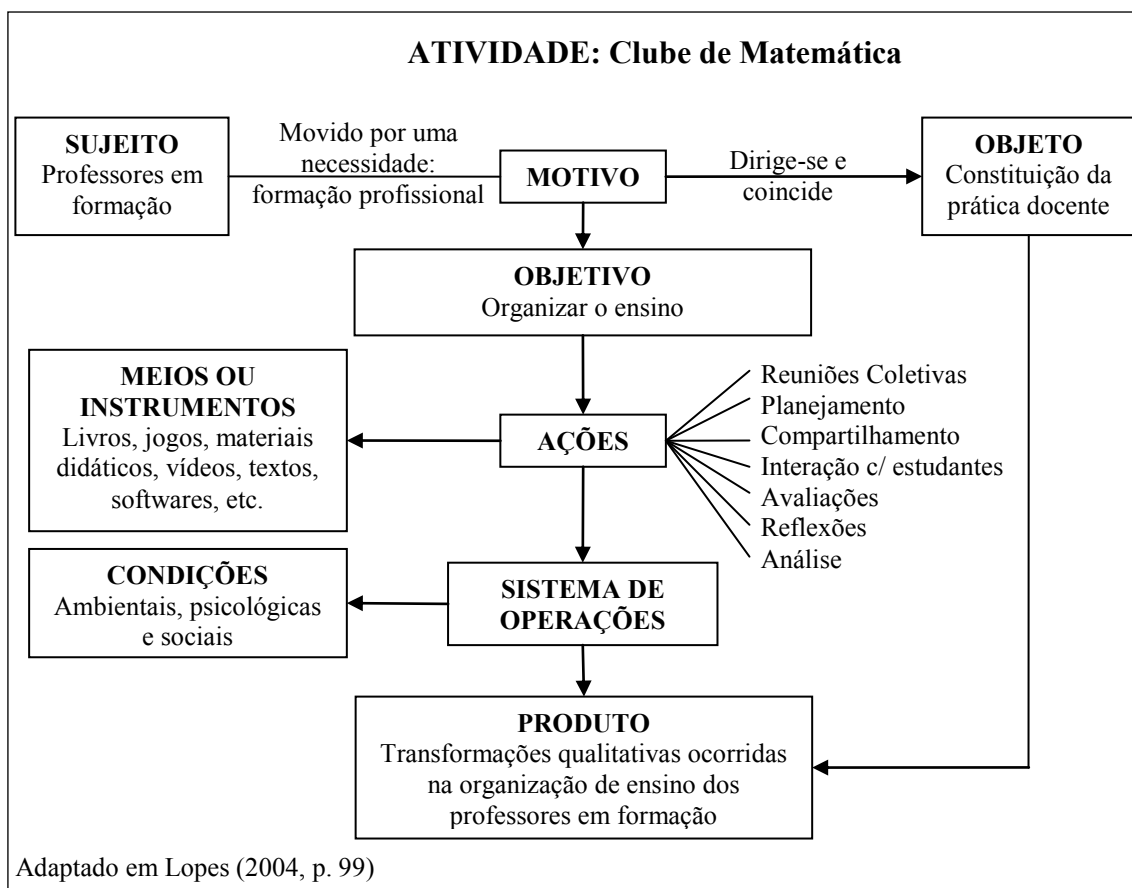 ATIVIDADE: Clube de Matemática
SUJEITO
Professores em
formação
Movido por uma
necessidade:
formação profissional
MOTIVO
Dirige-se e
coincide
OBJETO
Constituição da
prática docente
OBJETIVO
Organizar o ensino
MEIOS OU
INSTRUMENTOS
Livros, jogos, materiais
didáticos, vídeos, textos,
softwares, etc.
AÇÕES
Reuniões Coletivas
Planejamento
Compartilhamento
Interação c/ estudantes
Avaliações
Reflexões
Análise
CONDIÇÕES
Ambientais, psicológicas
e sociais
SISTEMA DE
OPERAÇÕES
PRODUTO
Transformações qualitativas ocorridas
na organização de ensino dos
professores em formação
Adaptado em Lopes (2004, p. 99)